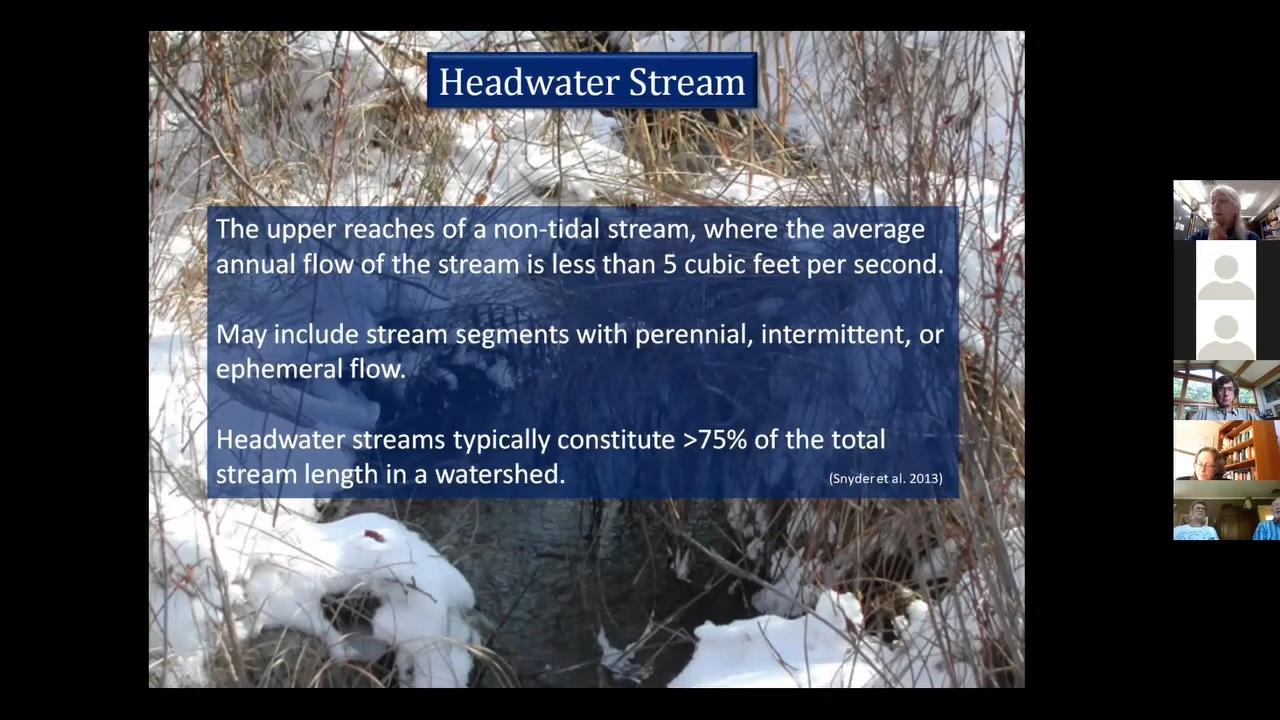 Headwater Stream
The upper reaches of a non-tidal stream, where the average
annual flow of the stream is less than 5 cubic feet per second.
May include stream segments with perennial, intermittent, or
ephemeral flow.
Headwater streams typically constitute >75% of the total
stream length in a watershed.
(Snyder et al. 2013)